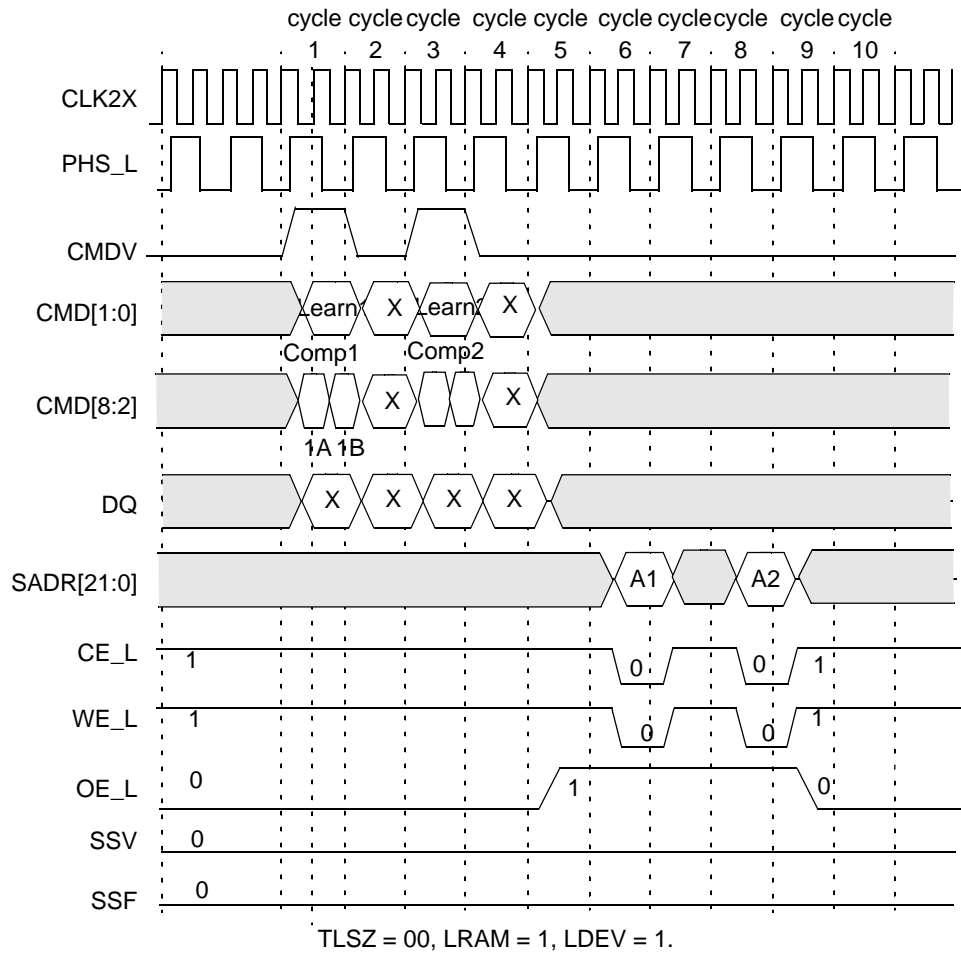 cycle cycle cycle cycle cycle cycle cycle cycle cycle cycle
1 2 3 4 5 6 7 8 9 10
CLK2X
PHS_L
CMDV
CMD[1:0] Learn1 X Learn2 X
Comp1 Comp2
CMD[8:2] X X
1A 1B
DQ X X X X
SADR[21:0] A1 A2
CE_L 1 0 0 1
WE_L 1 0 0 1
OE_L 0 1 0
SSV 0
SSF 0
TLSZ = 00, LRAM = 1, LDEV = 1.